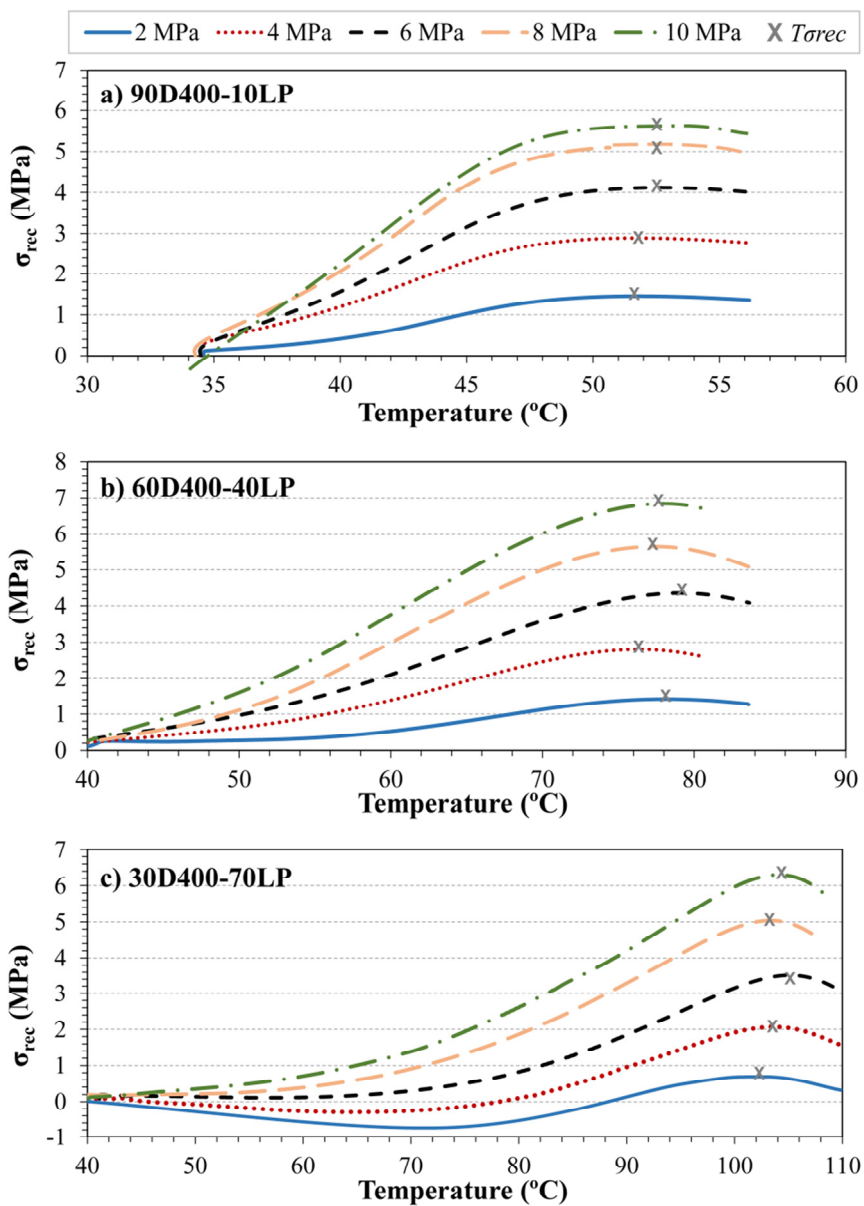 2 MPa 4 MPa 6 MPa 8 MPa 10 MPa X Tσrec
a) 90D400-10LP
7
6
5
4
3
2
1
0
σrec (MPa)
30 35 40 45 50 55 60
Temperature (ºC)
b) 60D400-40LP
8
7
6
5
4
3
2
1
0
σrec (MPa)
40 50 60 70 80 90
Temperature (ºC)
c) 30D400-70LP
7
6
5
4
3
2
1
0
-1
σrec (MPa)
40 50 60 70 80 90 100 110
Temperature (ºC)